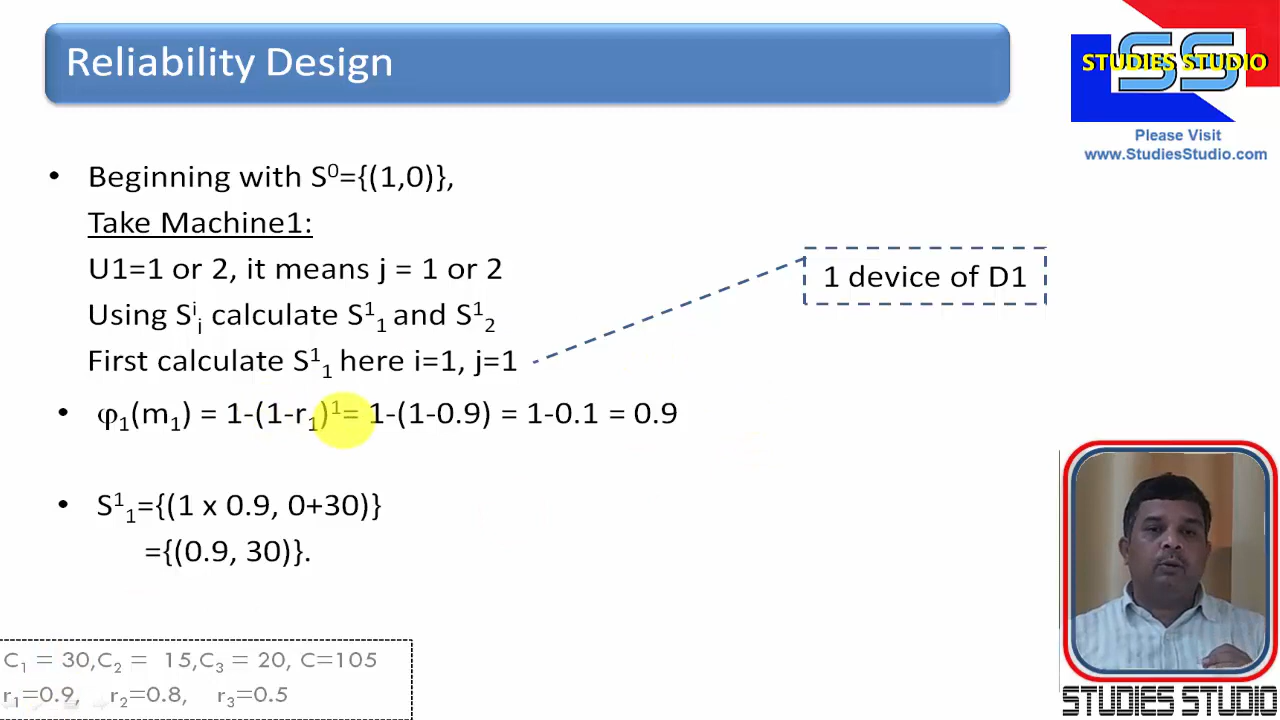 Reliability Design
SS
STUDIES STUDIO
Please Visit
www.StudiesStudio.com
• Beginning with S⁰={(1,0)},
Take Machine1:
U1=1 or 2, it means j = 1 or 2
Using Sⁱⱼ calculate S¹₁ and S¹₂
First calculate S¹₁ here i=1, j=1
1 device of D1
• φ₁(m₁) = 1-(1-r₁)¹= 1-(1-0.9) = 1-0.1 = 0.9
• S¹₁={(1 x 0.9, 0+30)}
={(0.9, 30)}.
C₁ = 30,C₂ = 15,C₃ = 20, C=105
r₁=0.9, r₂=0.8, r₃=0.5
STUDIES STUDIO